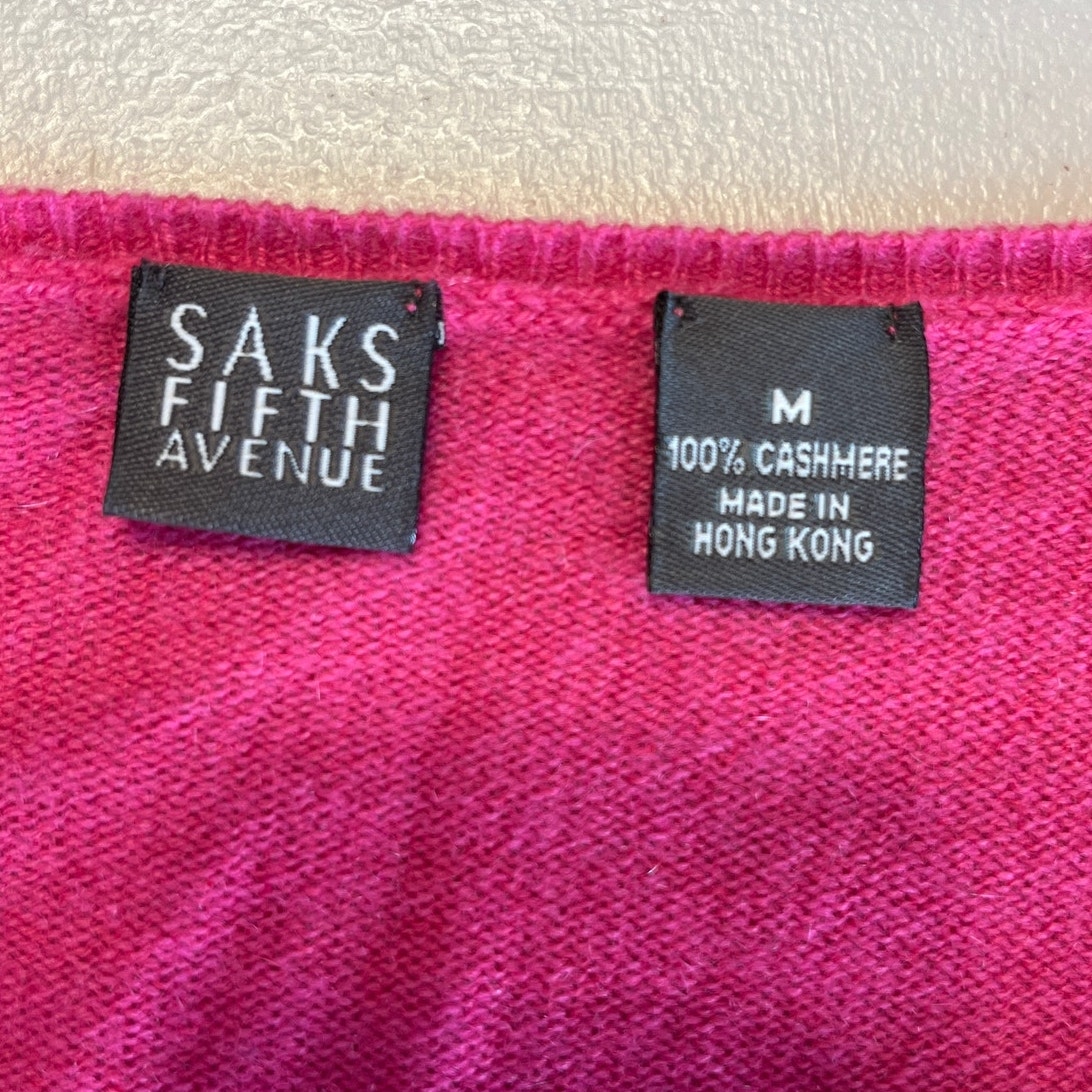 SAKS
FIFTH
AVENUE
M
100% CASHMERE
MADE IN
HONG KONG